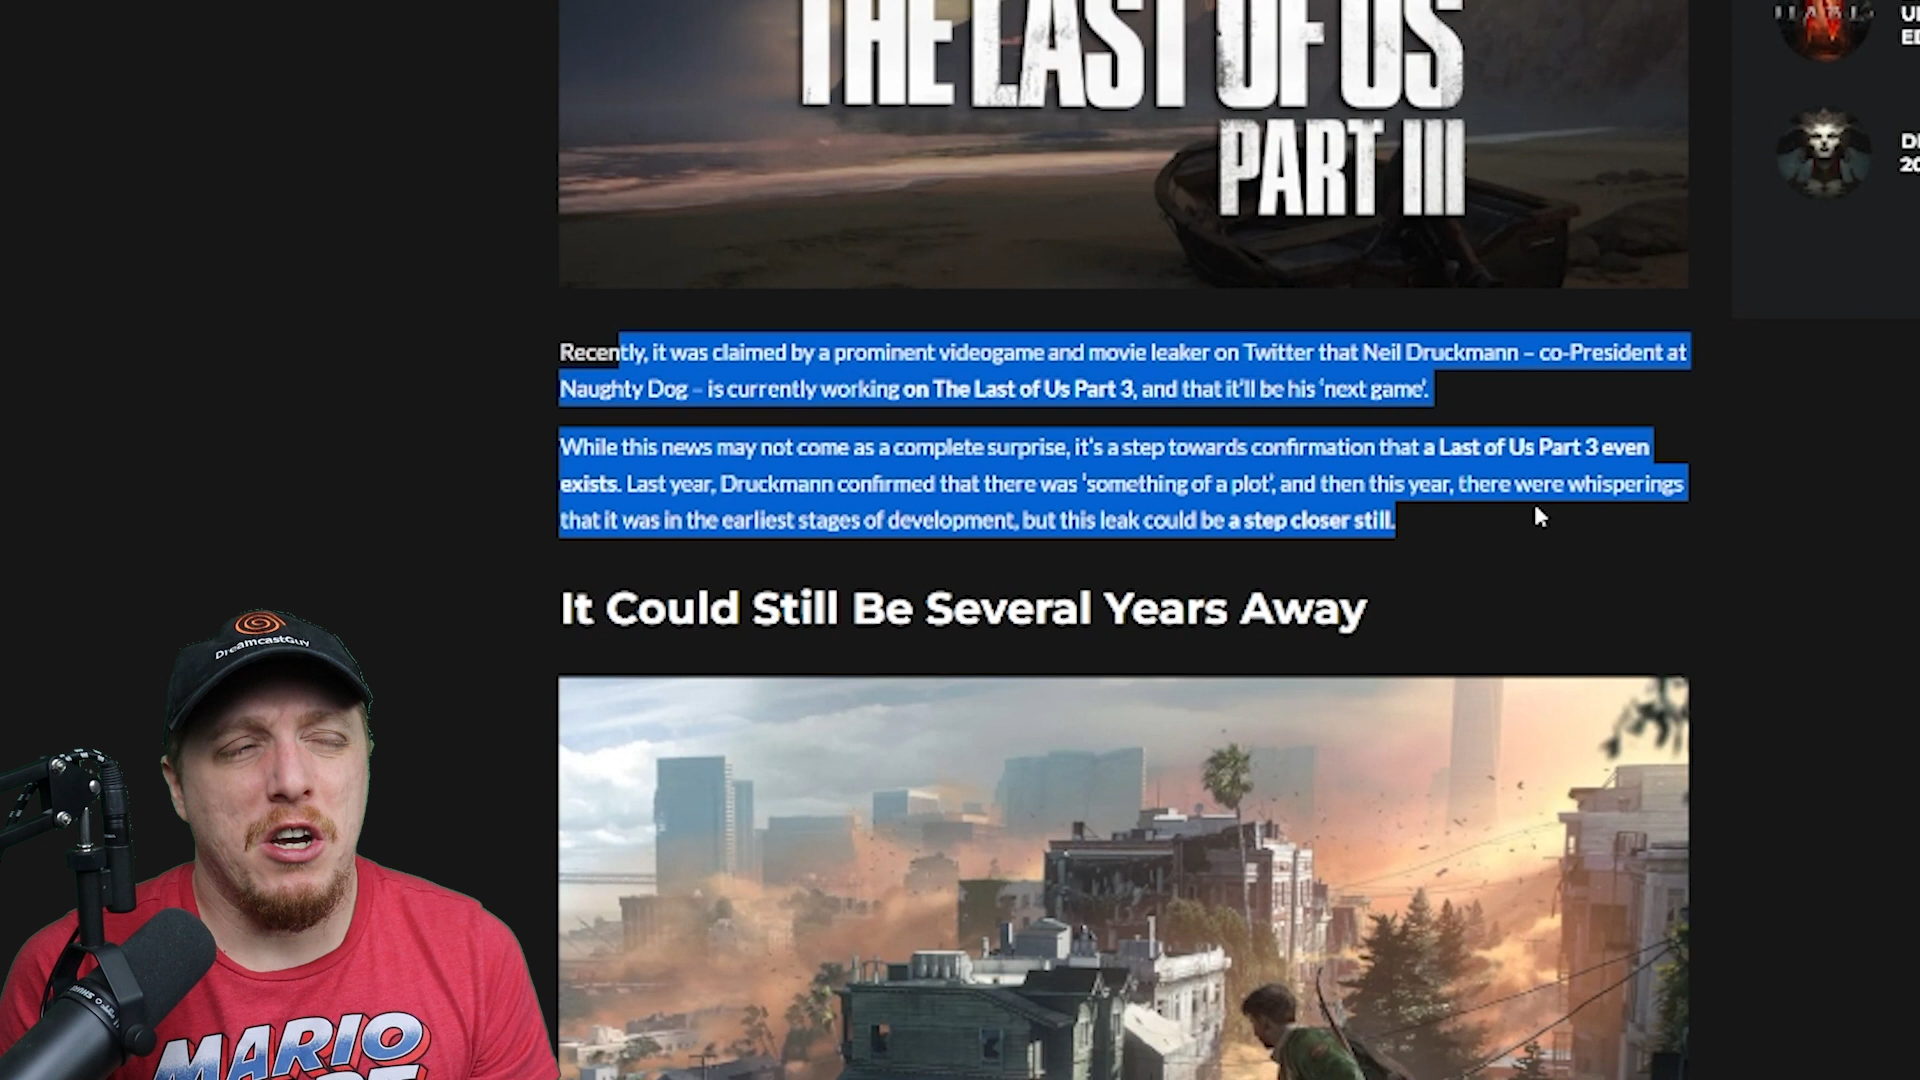 THE LAST OF US
PART III
Recently, it was claimed by a prominent videogame and movie leaker on Twitter that Neil Druckmann – co-President at
Naughty Dog – is currently working on The Last of Us Part 3, and that it'll be his 'next game'.
While this news may not come as a complete surprise, it's a step towards confirmation that a Last of Us Part 3 even
exists. Last year, Druckmann confirmed that there was 'something of a plot', and then this year, there were whisperings
that it was in the earliest stages of development, but this leak could be a step closer still.
It Could Still Be Several Years Away
DreamcastGuy
MARIO